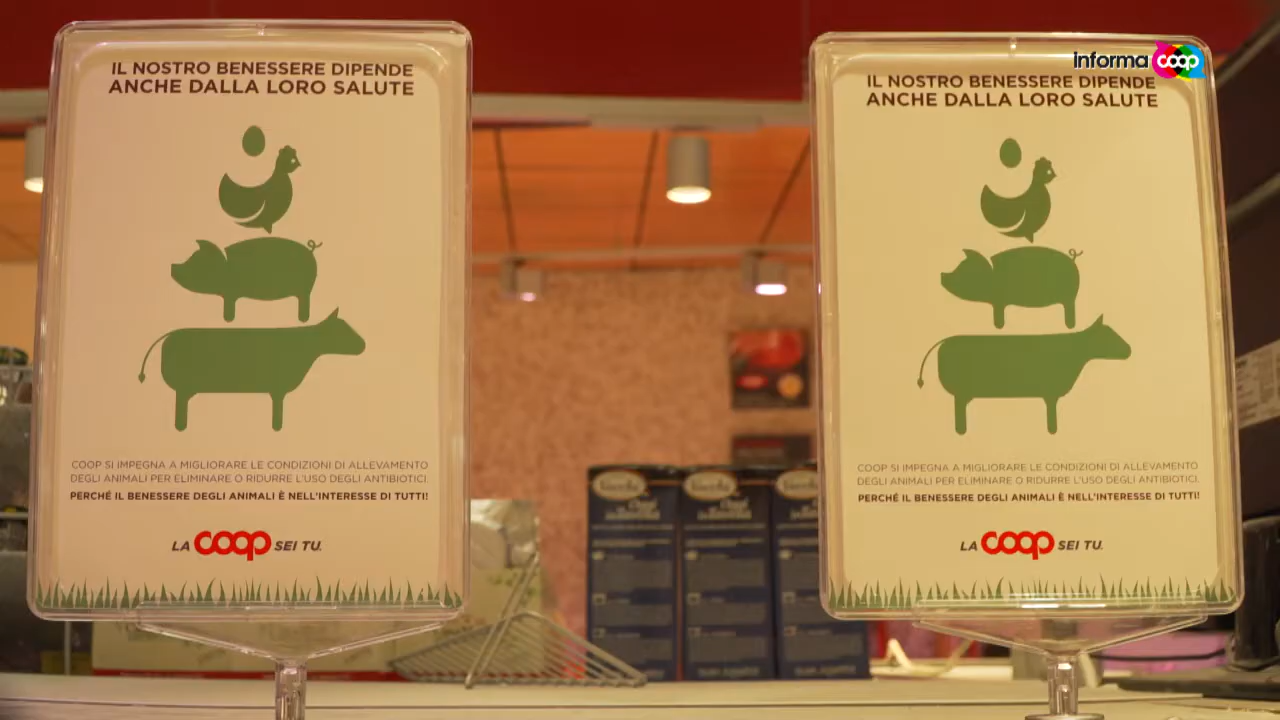 IL NOSTRO BENESSERE DIPENDE
ANCHE DALLA LORO SALUTE
COOP SI IMPEGNA A MIGLIORARE LE CONDIZIONI DI ALLEVAMENTO
DEGLI ANIMALI PER ELIMINARE O RIDURRE L'USO DEGLI ANTIBIOTICI.
PERCHÉ IL BENESSERE DEGLI ANIMALI È NELL'INTERESSE DI TUTTI!
LA coop SEI TU.
informa coop
IL NOSTRO BENESSERE DIPENDE
ANCHE DALLA LORO SALUTE
COOP SI IMPEGNA A MIGLIORARE LE CONDIZIONI DI ALLEVAMENTO
DEGLI ANIMALI PER ELIMINARE O RIDURRE L'USO DEGLI ANTIBIOTICI.
PERCHÉ IL BENESSERE DEGLI ANIMALI È NELL'INTERESSE DI TUTTI!
LA coop SEI TU.